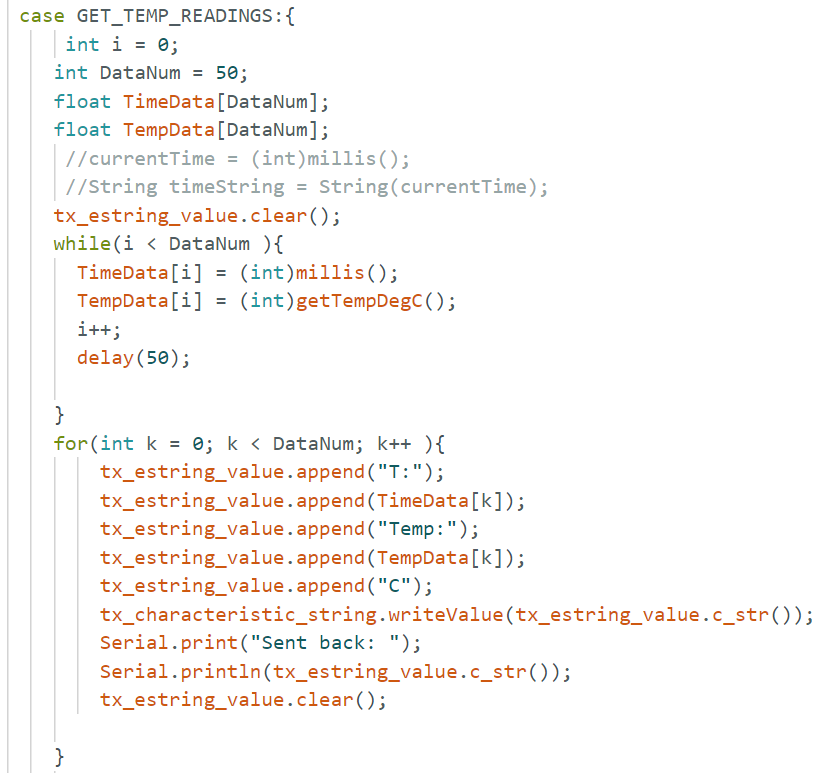 case GET_TEMP_READINGS:{
int i = 0;
int DataNum = 50;
float TimeData[DataNum];
float TempData[DataNum];
//currentTime = (int)millis();
//String timeString = String(currentTime);
tx_estring_value.clear();
while(i < DataNum ){
TimeData[i] = (int)millis();
TempData[i] = (int)getTempDegC();
i++;
delay(50);
}
for(int k = 0; k < DataNum; k++ ){
tx_estring_value.append("T:");
tx_estring_value.append(TimeData[k]);
tx_estring_value.append("Temp:");
tx_estring_value.append(TempData[k]);
tx_estring_value.append("C");
tx_characteristic_string.writeValue(tx_estring_value.c_str());
Serial.print("Sent back: ");
Serial.println(tx_estring_value.c_str());
tx_estring_value.clear();
}